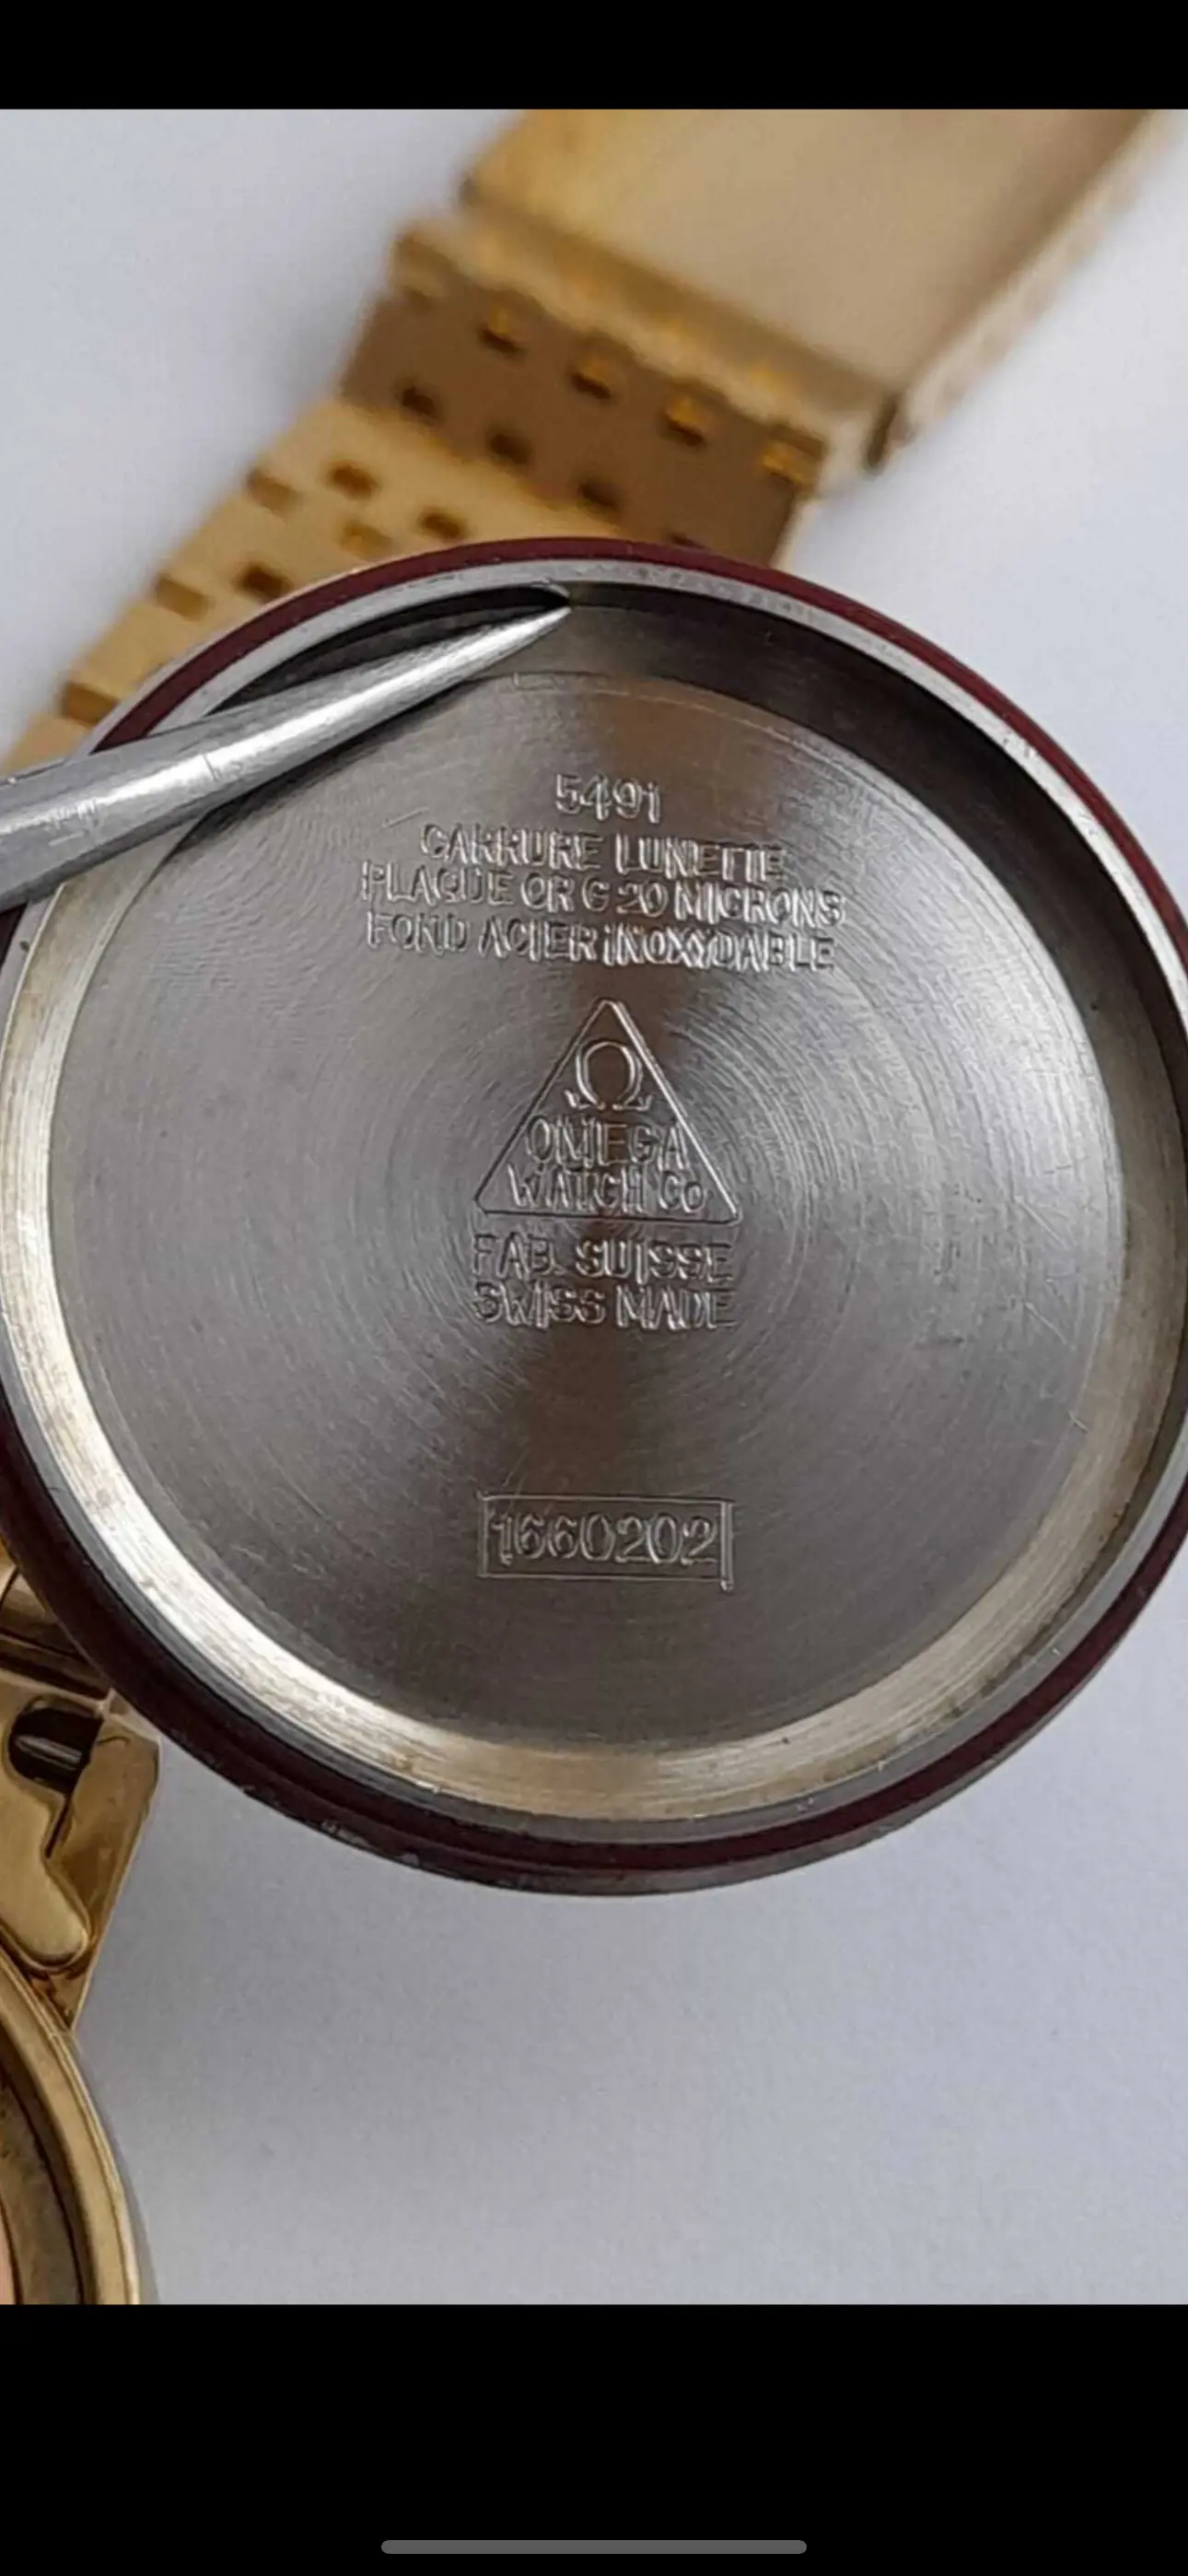 5491
CARRURE LUNETTE
PLAQUE OR G 20 MICRONS
FOND ACIER INOXYDABLE
Ω
OMEGA
WATCH Co
FAB. SUISSE
SWISS MADE
1660202